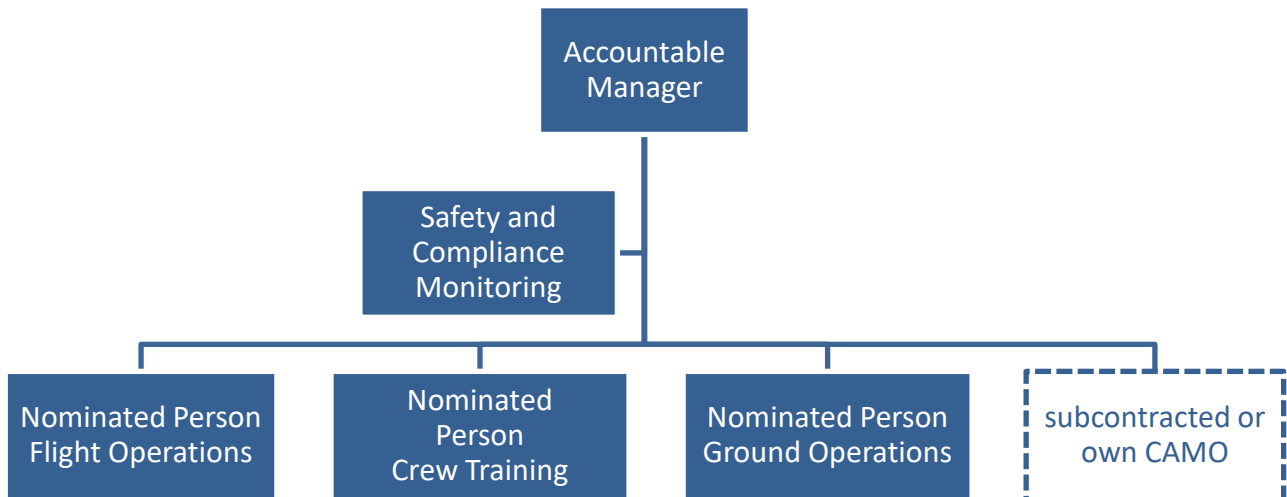 Accountable
Manager
Safety and
Compliance
Monitoring
Nominated Person
Flight Operations
Nominated
Person
Crew Training
Nominated Person
Ground Operations
subcontracted or
own CAMO